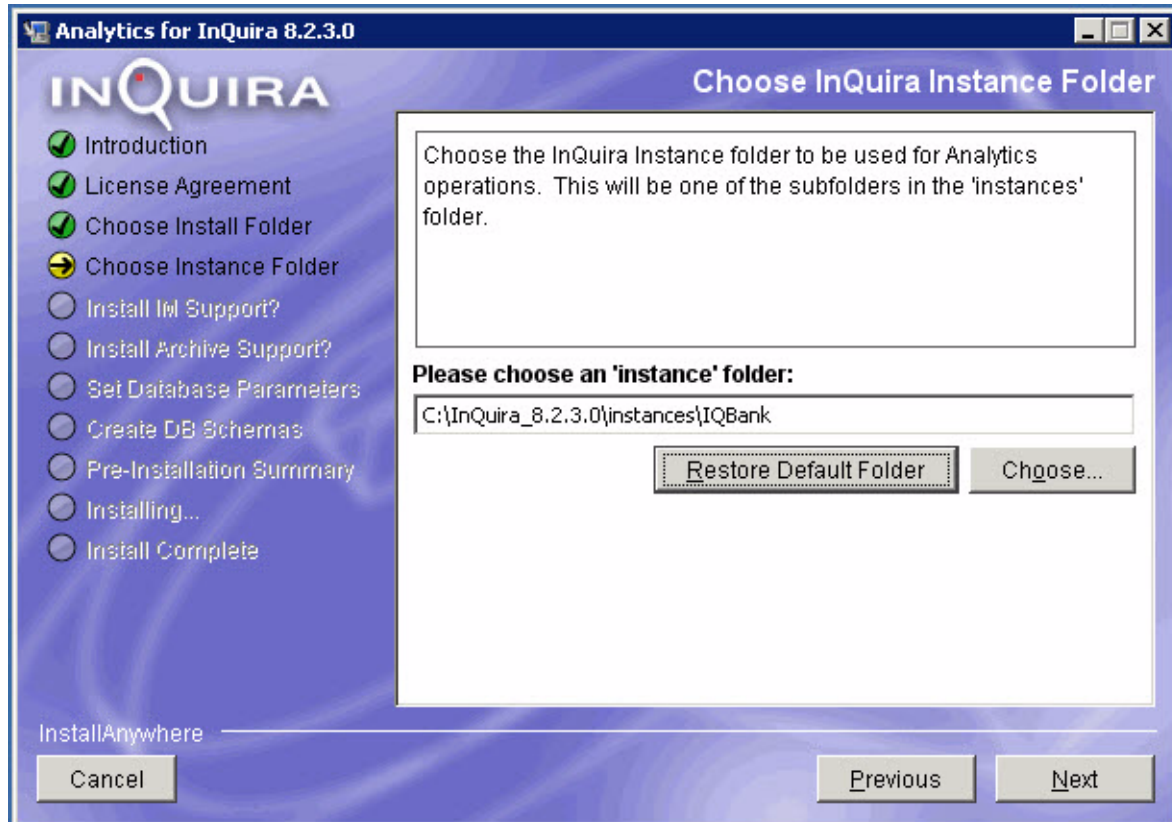 Analytics for InQuira 8.2.3.0
INQUIRA
Choose InQuira Instance Folder
Introduction
License Agreement
Choose Install Folder
Choose Instance Folder
Install IM Support?
Install Archive Support?
Set Database Parameters
Create DB Schemas
Pre-Installation Summary
Installing...
Install Complete
Choose the InQuira Instance folder to be used for Analytics
operations. This will be one of the subfolders in the 'instances'
folder.
Please choose an 'instance' folder:
C:\InQuira_8.2.3.0\instances\IQBank
Restore Default Folder
Choose...
InstallAnywhere
Cancel
Previous
Next